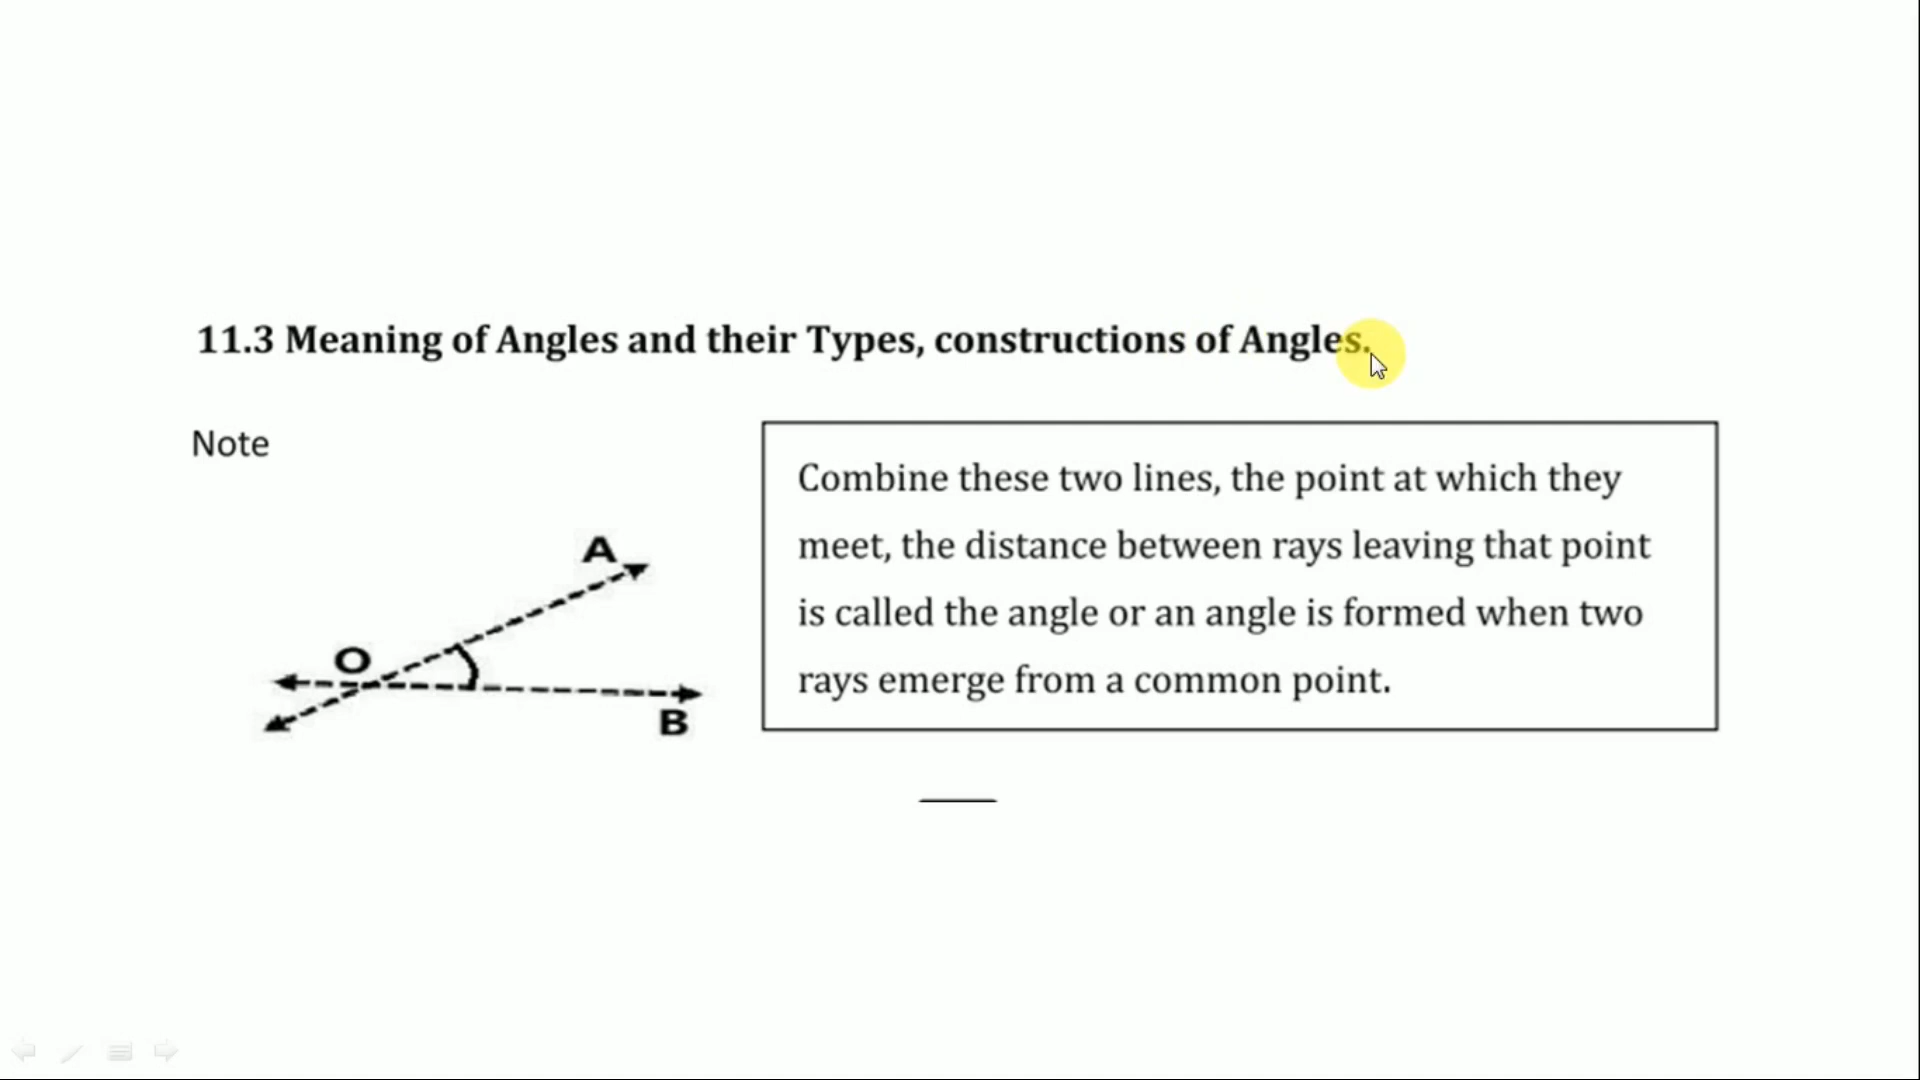 11.3 Meaning of Angles and their Types, constructions of Angles.
Note
Combine these two lines, the point at which they
meet, the distance between rays leaving that point
is called the angle or an angle is formed when two
rays emerge from a common point.
A
O
B